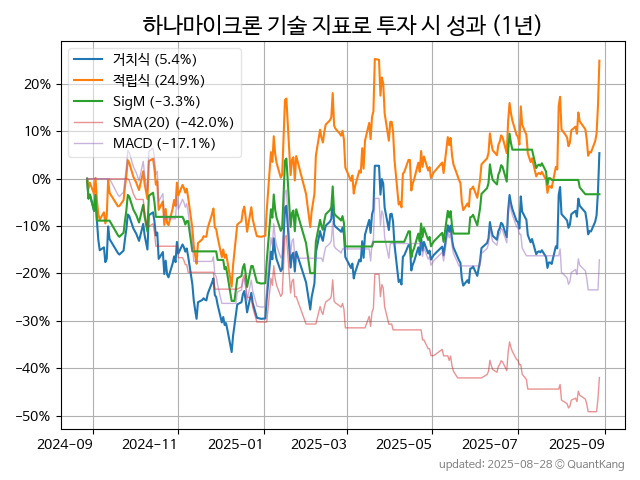 하나마이크론 기술 지표로 투자 시 성과 (1년)
거치식 (5.4%)
적립식 (24.9%)
SigM (−3.3%)
SMA(20) (−42.0%)
MACD (−17.1%)
20%
10%
0%
−10%
−20%
−30%
−40%
−50%
2024-09 2024-11 2025-01 2025-03 2025-05 2025-07 2025-09
updated: 2025-08-28 ⓒ QuantKang